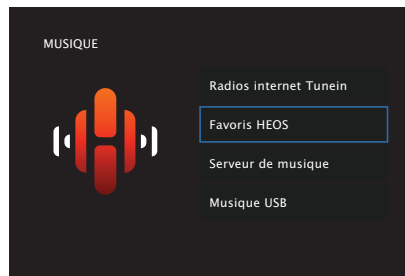 MUSIQUE
Radios internet Tunein
Favoris HEOS
Serveur de musique
Musique USB